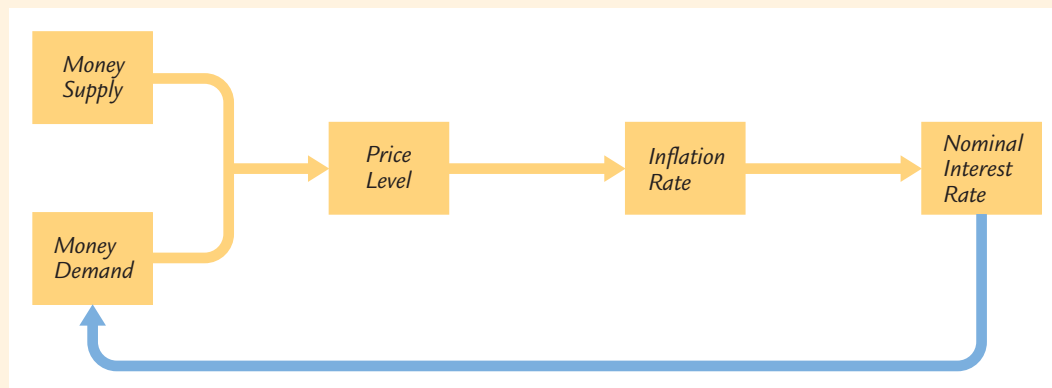 Money
Supply
Price
Level
Inflation
Rate
Nominal
Interest
Rate
Money
Demand